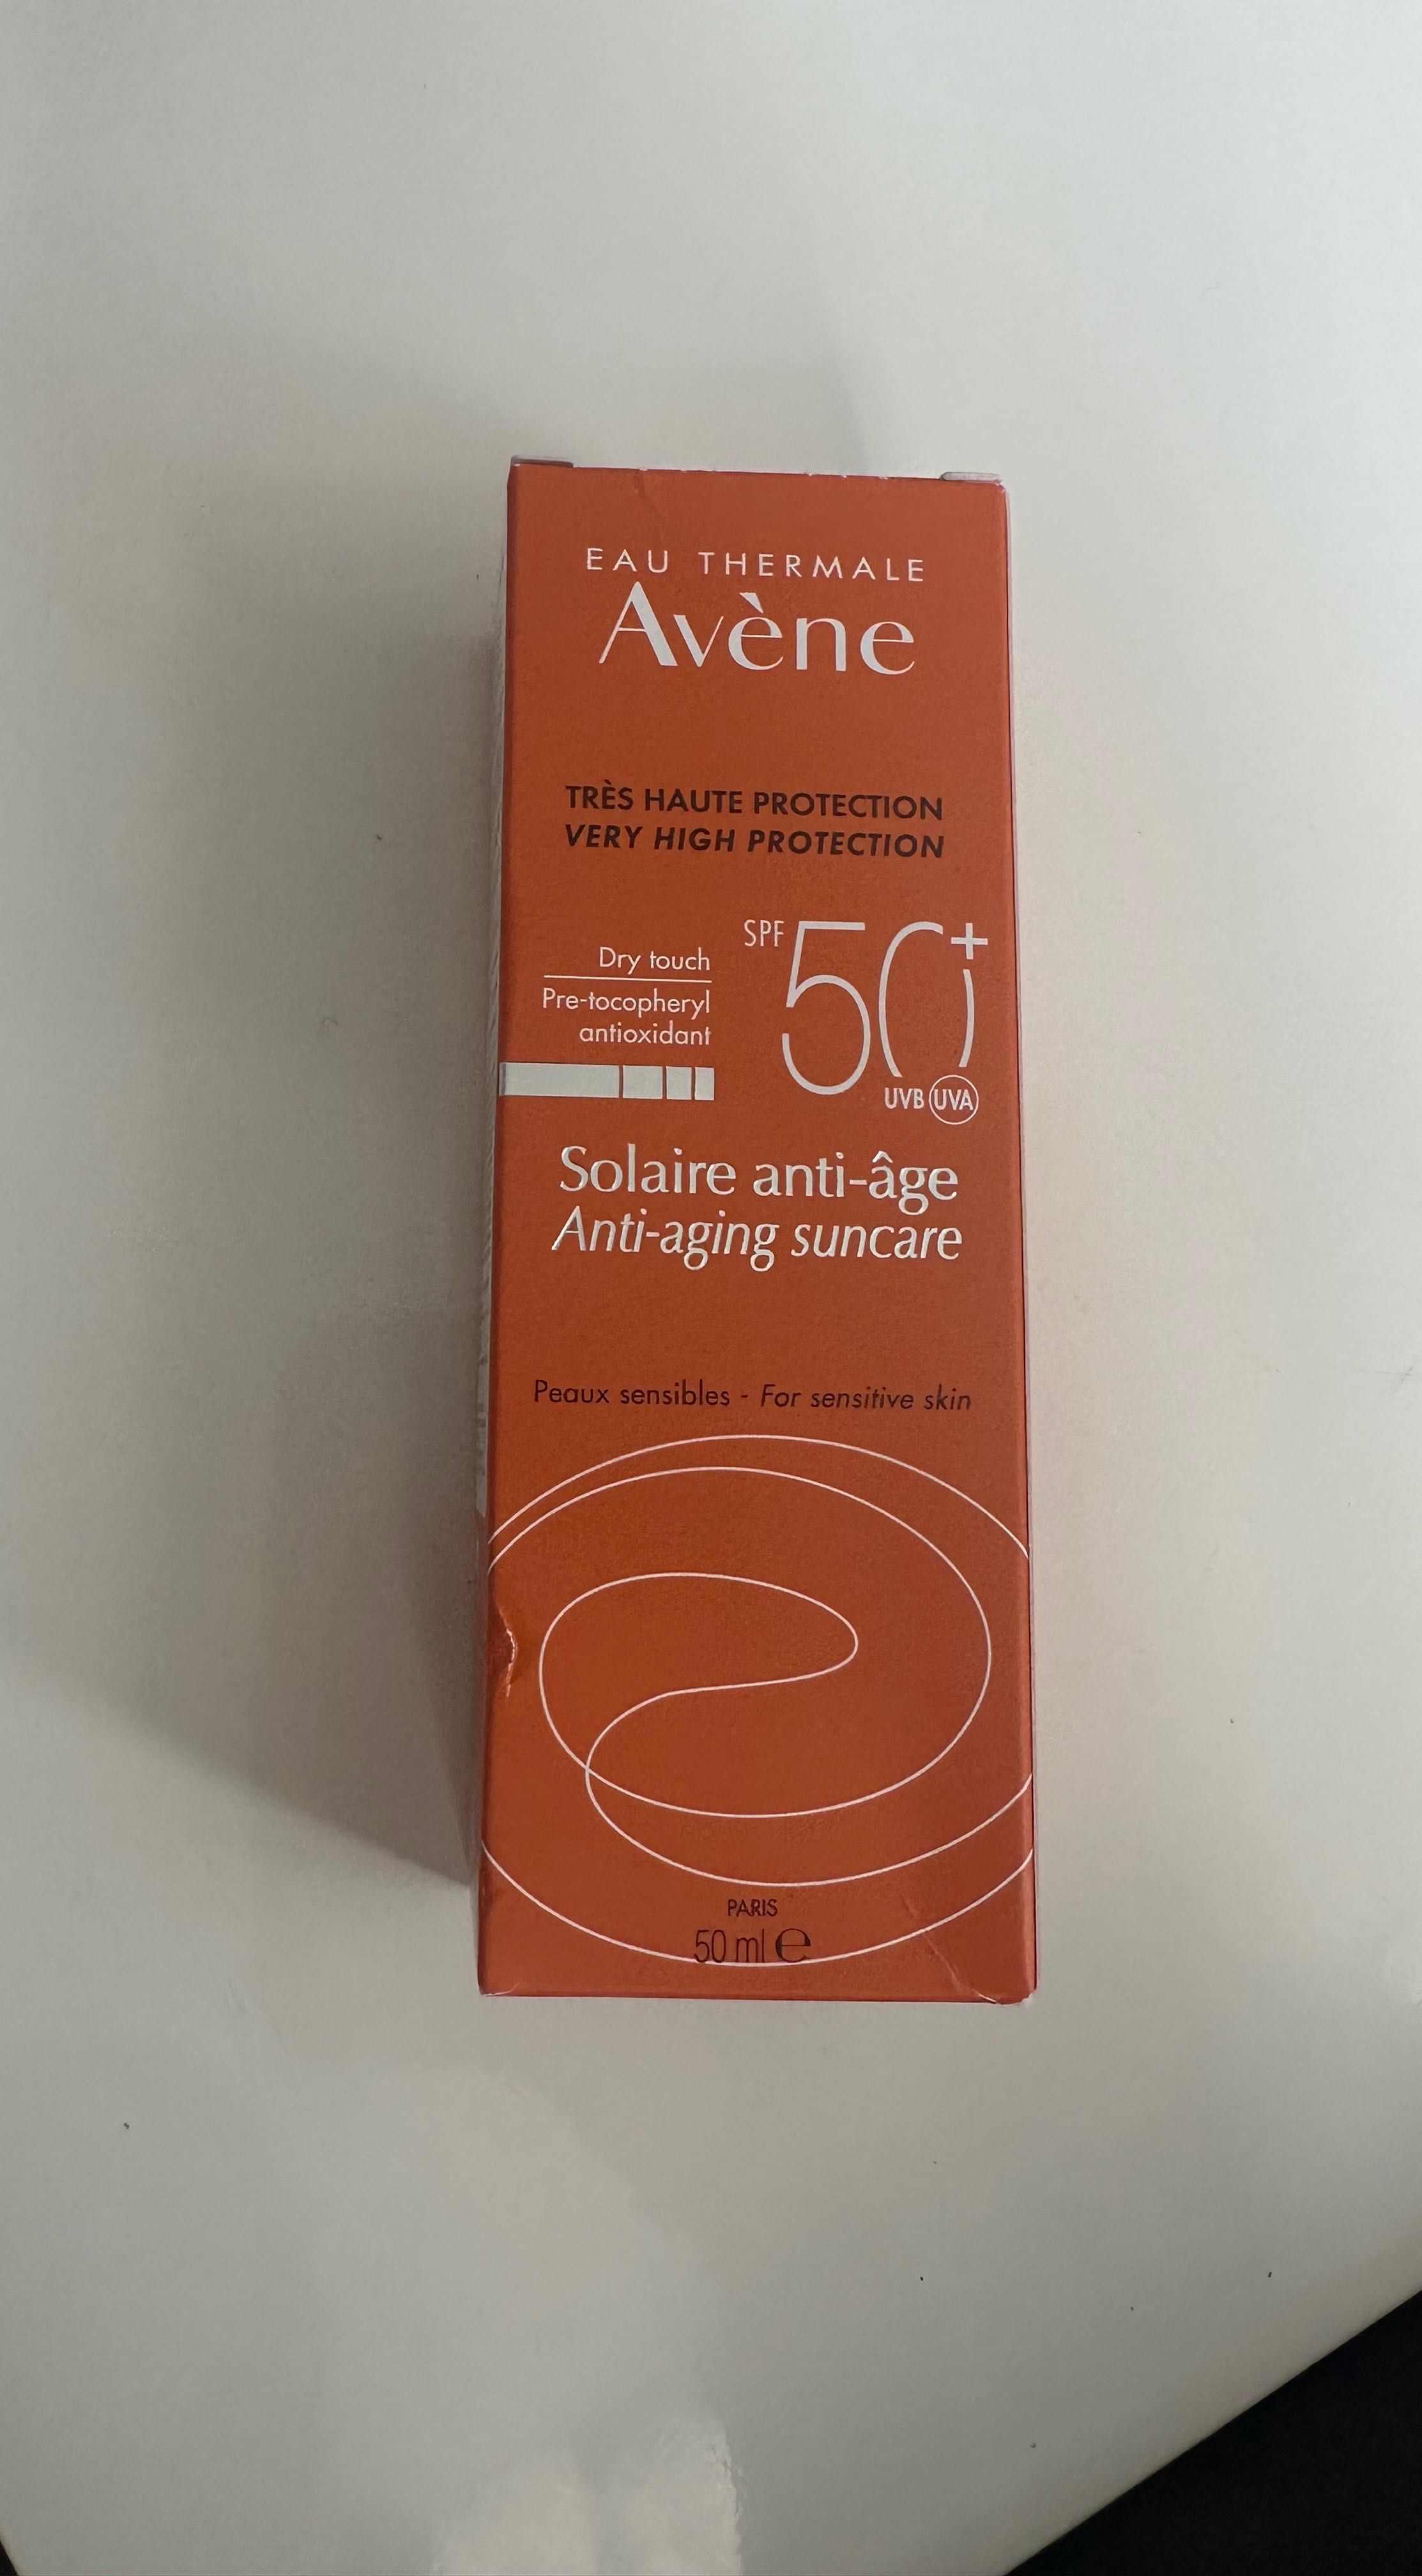 EAU THERMALE
Avène
TRÈS HAUTE PROTECTION
VERY HIGH PROTECTION
Dry touch
Pre-tocopheryl
antioxidant
SPF 50+
UVB UVA
Solaire anti-âge
Anti-aging suncare
Peaux sensibles - For sensitive skin
PARIS
50 ml e